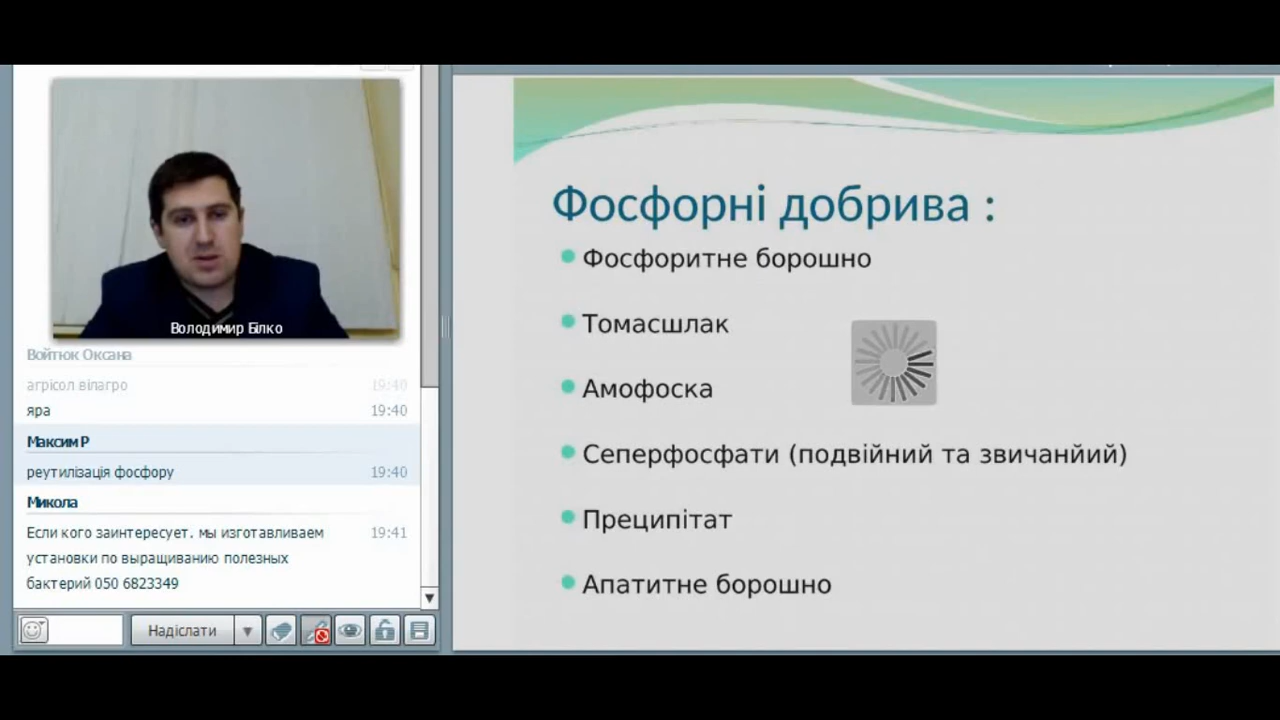 Володимир Білко
Войтюк Оксана
агрісол вілагро 19:40
яра 19:40
Максим Р
реутилізація фосфору 19:40
Микола
Если кого заинтересует. мы изготавливаем 19:41
установки по выращиванию полезных
бактерий 050 6823349
Надіслати
Фосфорні добрива :
Фосфоритне борошно
Томасшлак
Амофоска
Сеперфосфати (подвійний та звичанйий)
Преципітат
Апатитне борошно